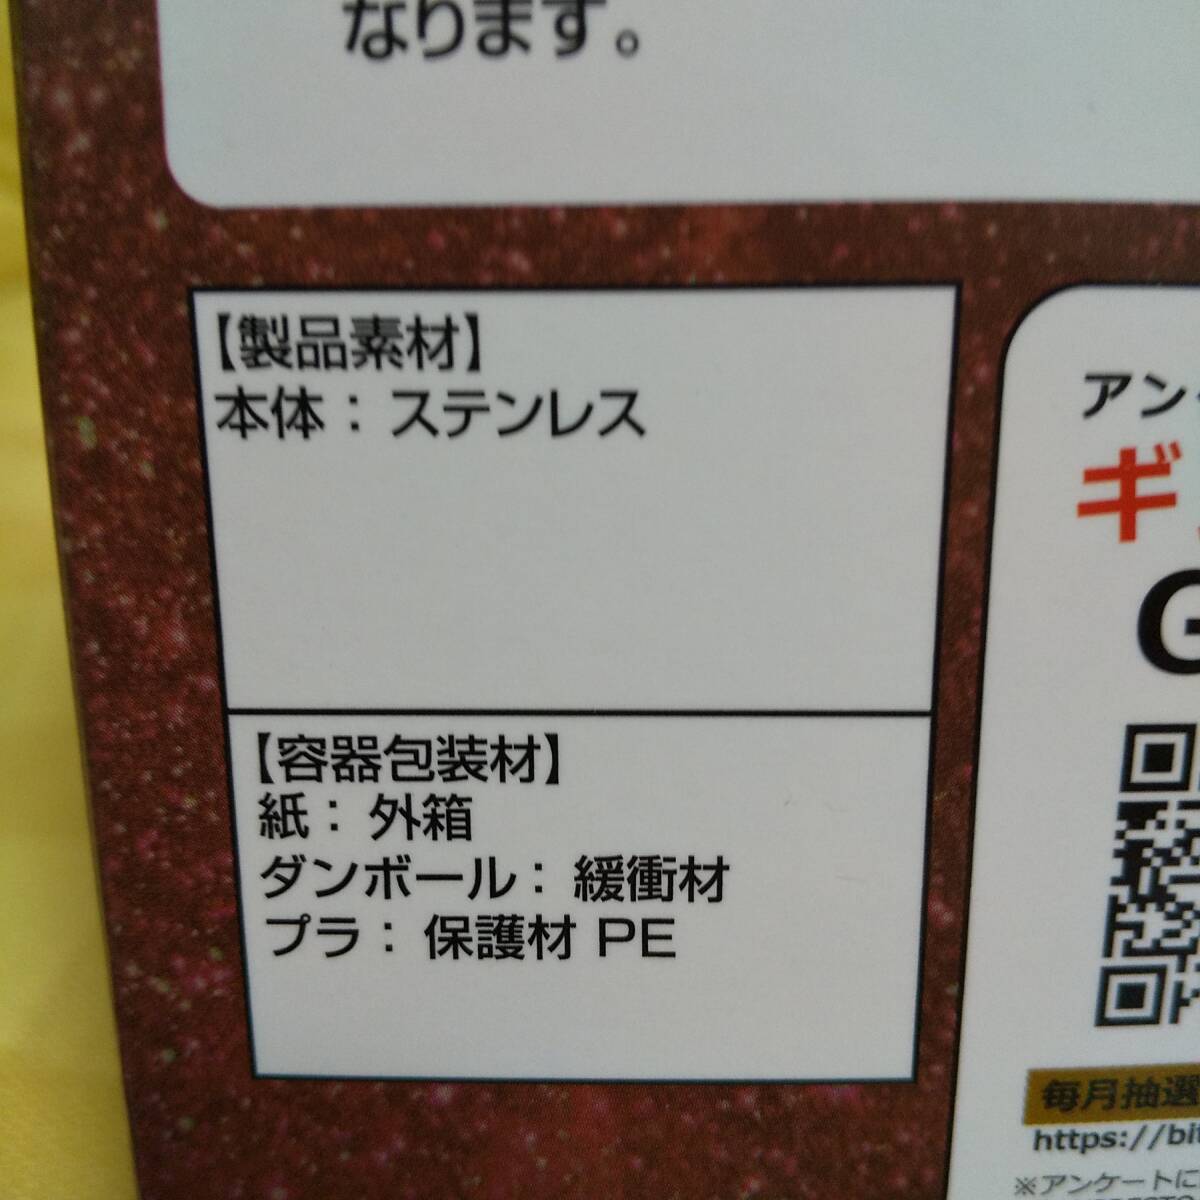 なります。
【製品素材】
本体：ステンレス
【容器包装材】
紙：外箱
ダンボール：緩衝材
プラ：保護材 PE
アン
ギ
G
毎月抽選
https://bit
※アンケートに